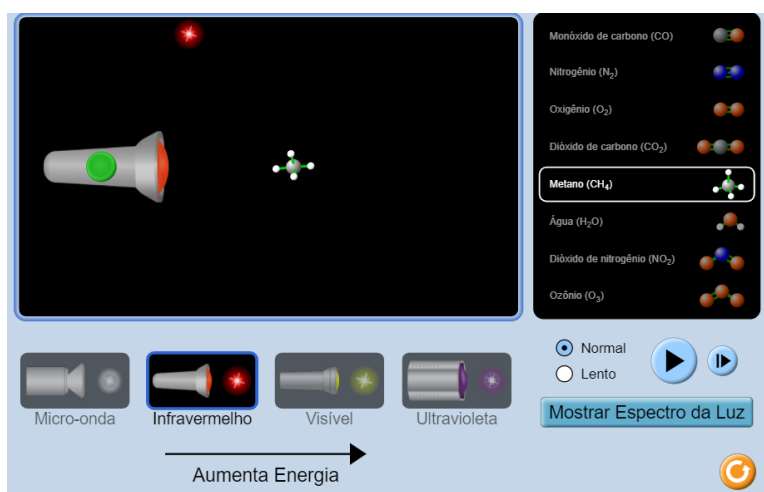 Monóxido de carbono (CO)
Nitrogênio (N₂)
Oxigênio (O₂)
Dióxido de carbono (CO₂)
Metano (CH₄)
Água (H₂O)
Dióxido de nitrogênio (NO₂)
Ozônio (O₃)
Normal
Lento
Micro-onda
Infravermelho
Visível
Ultravioleta
Mostrar Espectro da Luz
Aumenta Energia